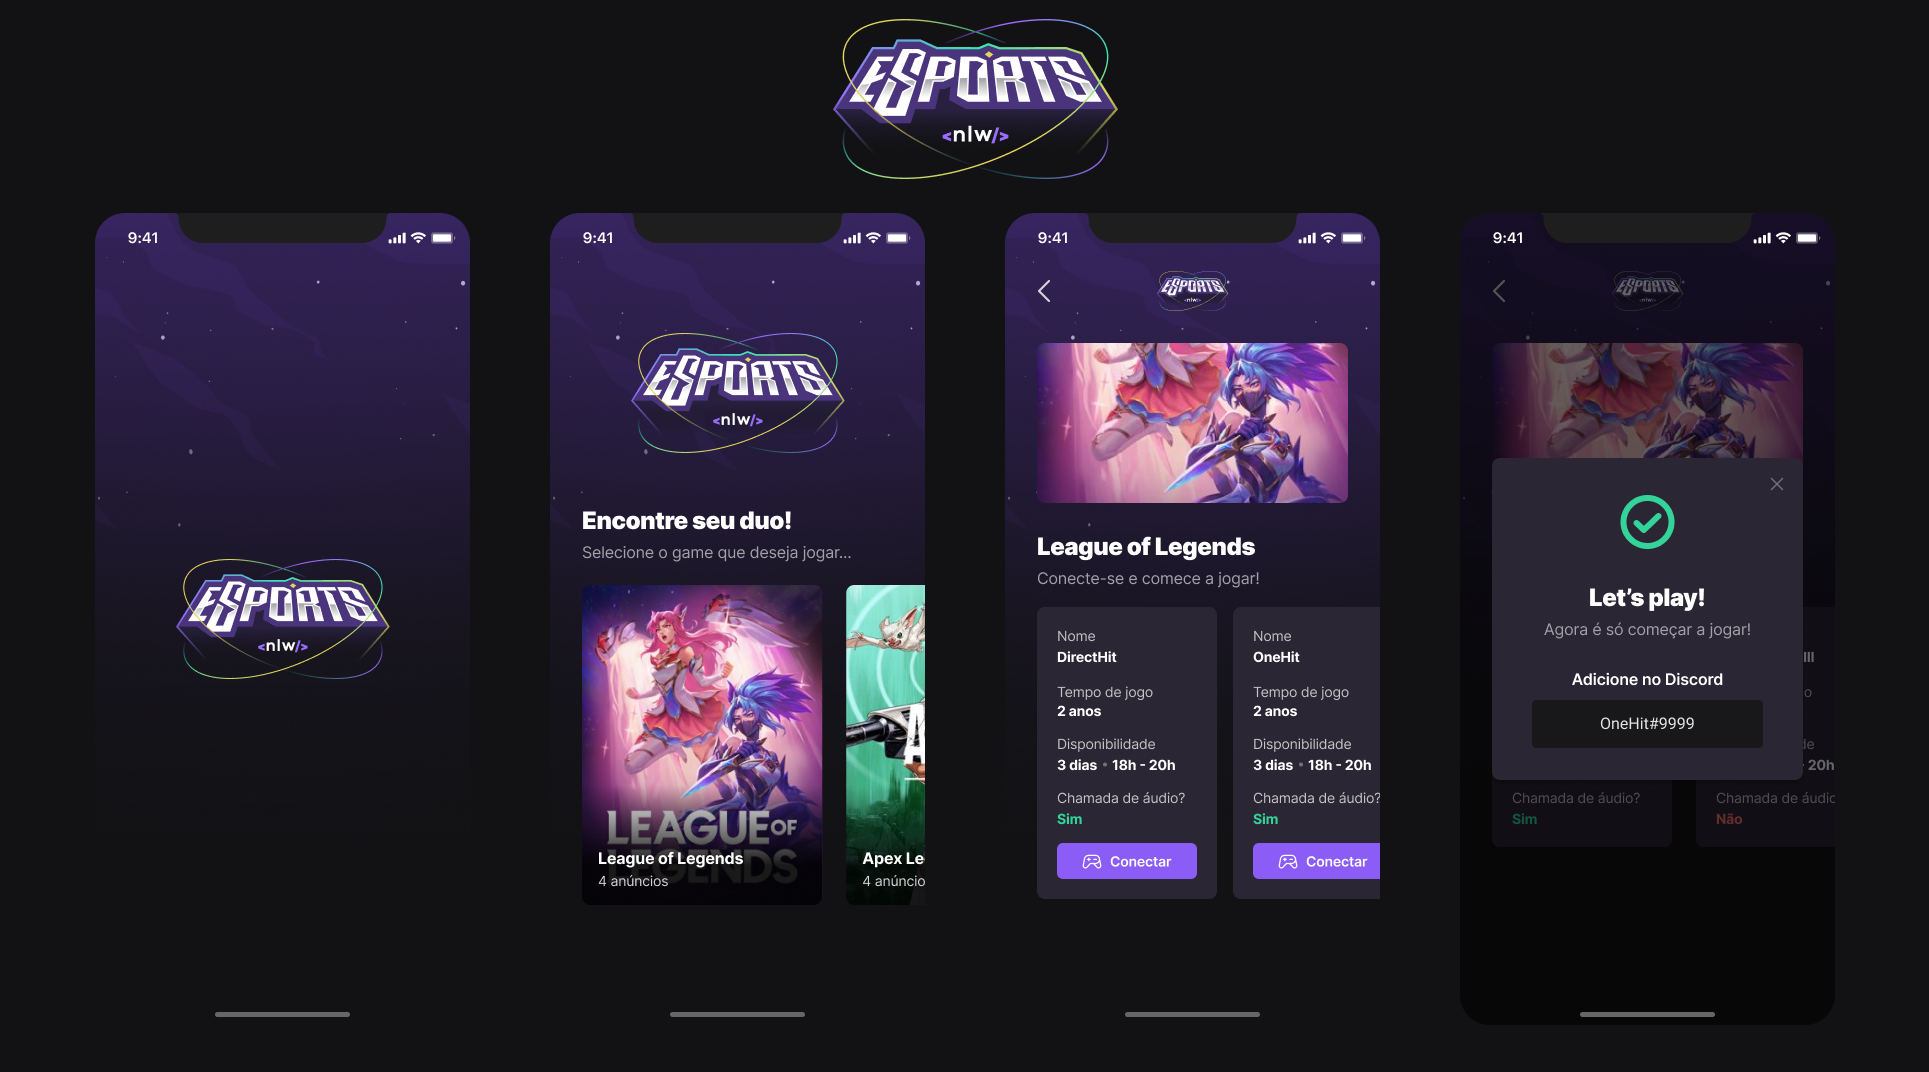 ESPORTS
<nlw/>
9:41
ESPORTS
<nlw/>
9:41
ESPORTS
<nlw/>
Encontre seu duo!
Selecione o game que deseja jogar...
LEAGUE OF
LEGENDS
League of Legends
4 anúncios
A
Apex Le
4 anúncio
9:41
ESPORTS
<nlw/>
League of Legends
Conecte-se e comece a jogar!
Nome
DirectHit
Tempo de jogo
2 anos
Disponibilidade
3 dias • 18h - 20h
Chamada de áudio?
Sim
Conectar
Nome
OneHit
Tempo de jogo
2 anos
Disponibilidade
3 dias • 18h - 20h
Chamada de áudio?
Sim
Conectar
9:41
ESPORTS
<nlw/>
Let's play!
Agora é só começar a jogar!
Adicione no Discord
OneHit#9999
o
de
- 20h
Chamada de áudio?
Sim
Chamada de áudio
Não